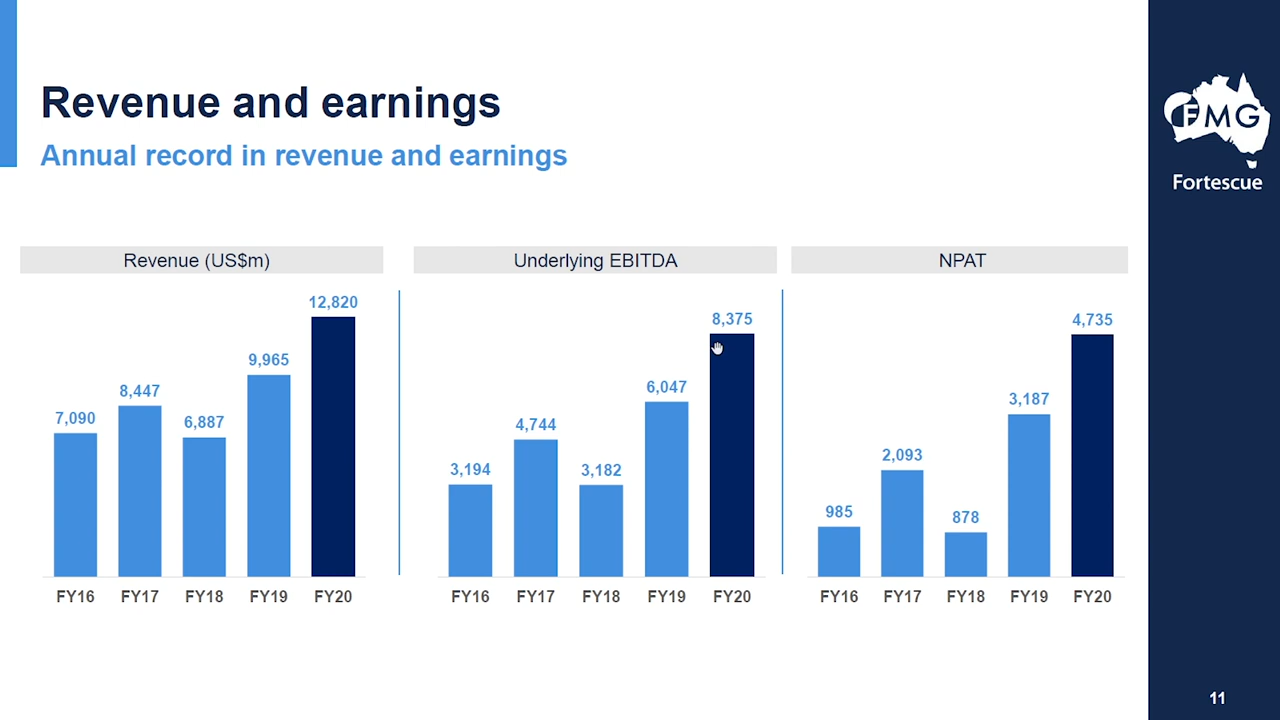 Revenue and earnings
Annual record in revenue and earnings
FMG
Fortescue
Revenue (US$m)
7,090
8,447
6,887
9,965
12,820
FY16 FY17 FY18 FY19 FY20
Underlying EBITDA
3,194
4,744
3,182
6,047
8,375
FY16 FY17 FY18 FY19 FY20
NPAT
985
2,093
878
3,187
4,735
FY16 FY17 FY18 FY19 FY20
11